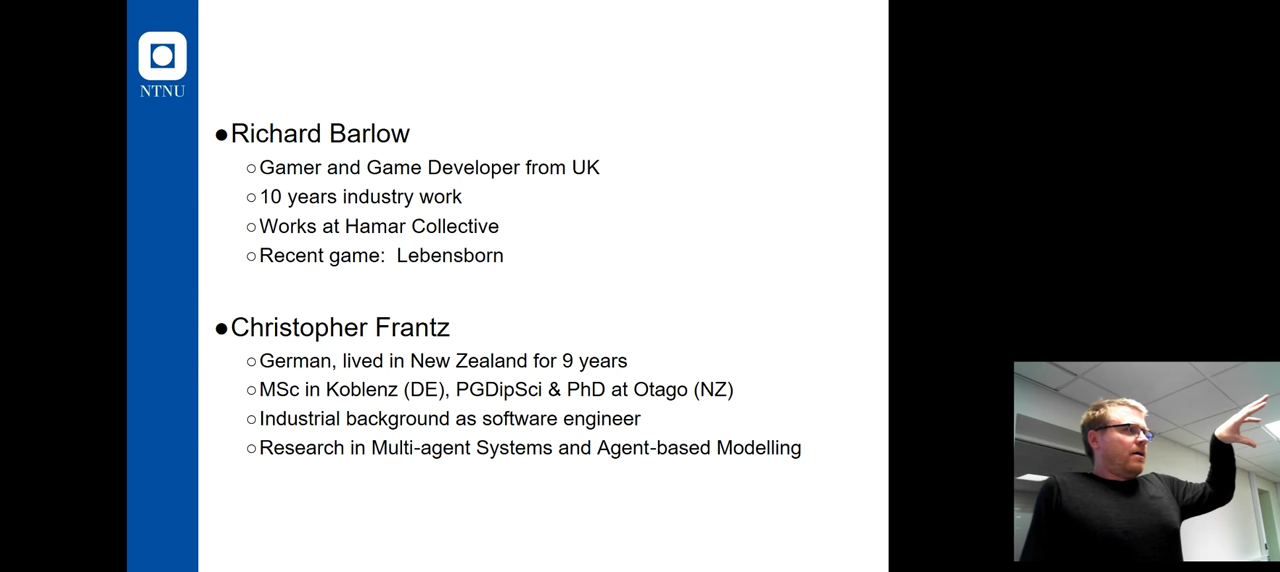 NTNU
●Richard Barlow
○Gamer and Game Developer from UK
○10 years industry work
○Works at Hamar Collective
○Recent game:  Lebensborn
●Christopher Frantz
○German, lived in New Zealand for 9 years
○MSc in Koblenz (DE), PGDipSci & PhD at Otago (NZ)
○Industrial background as software engineer
○Research in Multi-agent Systems and Agent-based Modelling